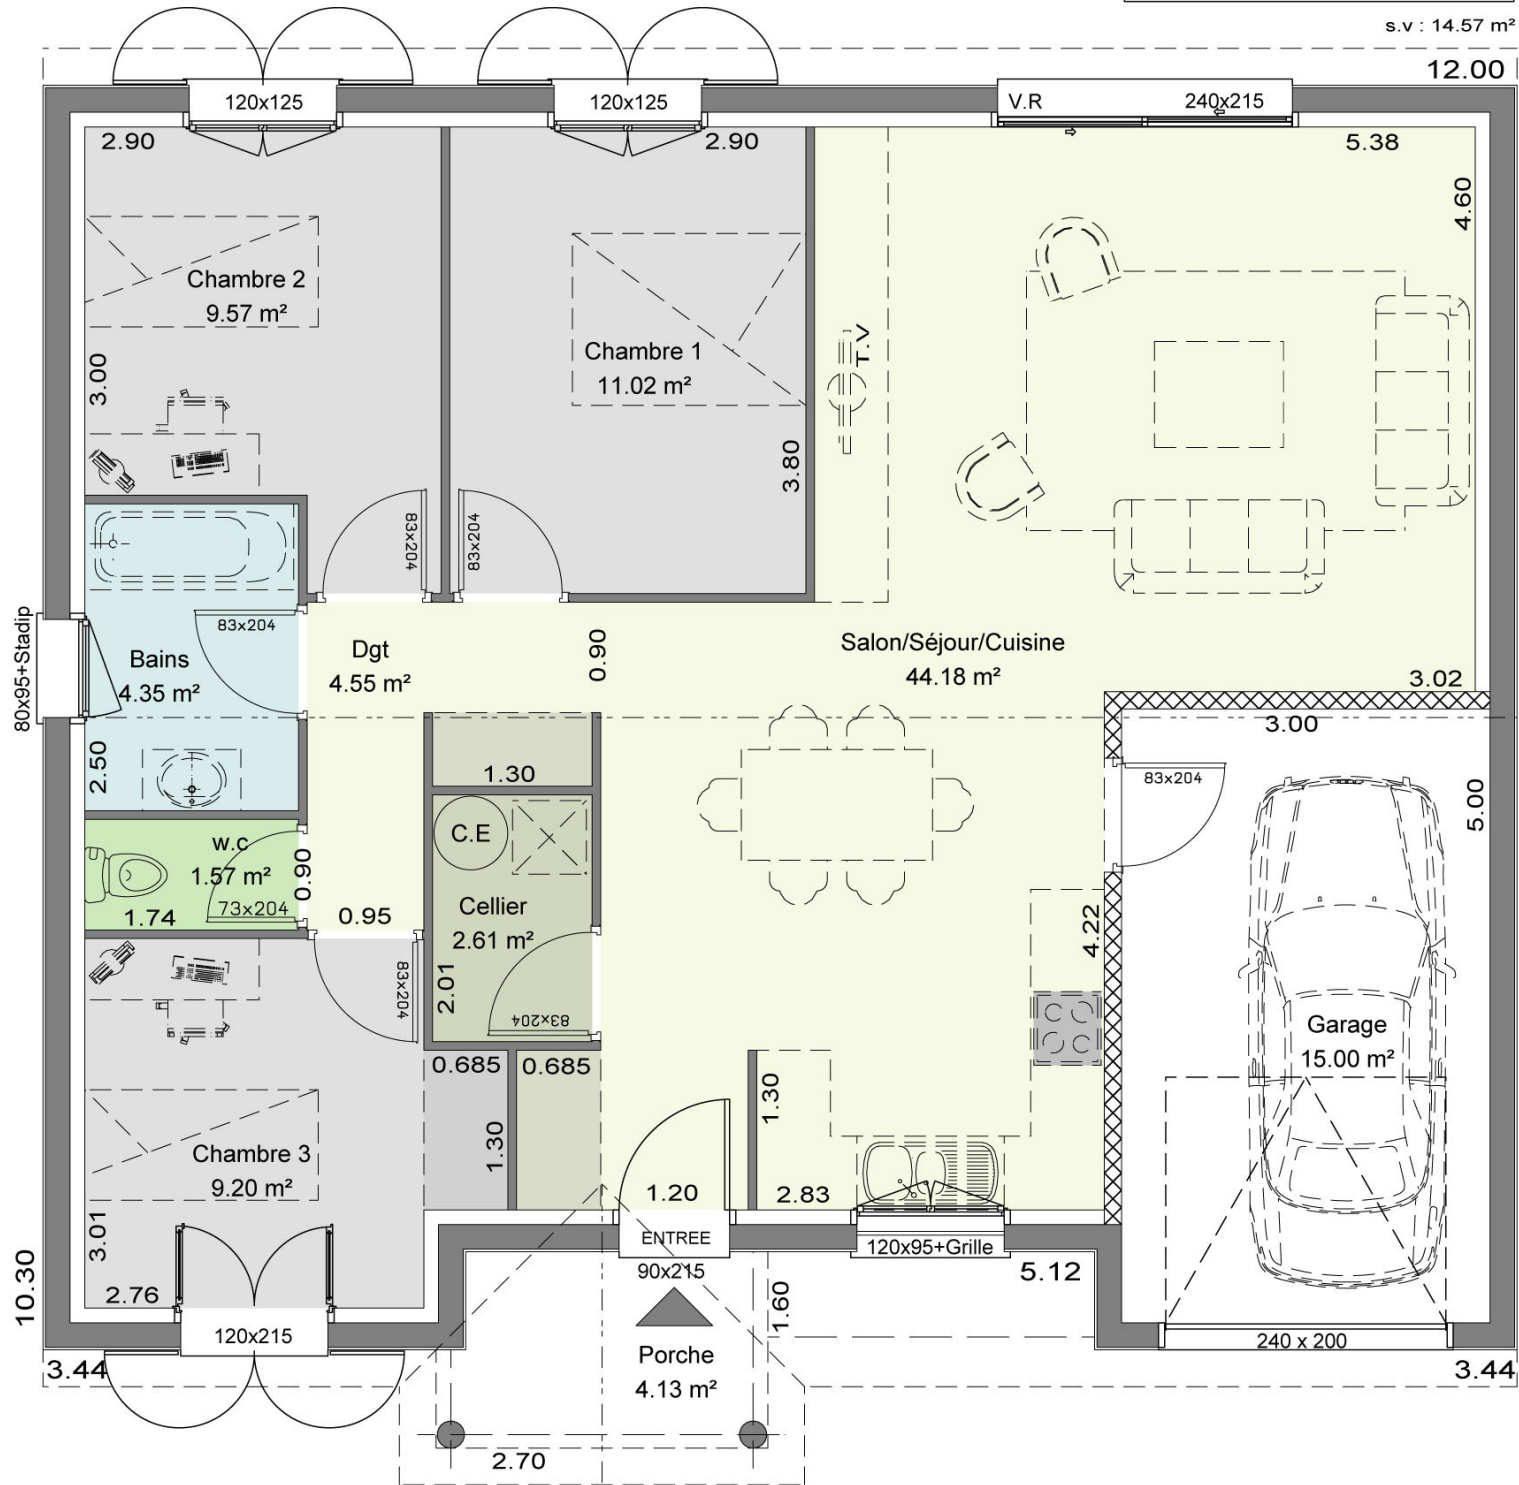 s.v : 14.57 m²
12.00
120x125
120x125
V.R
240x215
2.90
2.90
5.38
4.60
Chambre 2
9.57 m²
Chambre 1
11.02 m²
T.V
3.00
3.80
83x204
83x204
80x95+Stadip
83x204
Bains
4.35 m²
Dgt
4.55 m²
0.90
Salon/Séjour/Cuisine
44.18 m²
3.02
3.00
2.50
1.30
83x204
5.00
C.E
w.c
1.57 m²
0.90
1.74
73x204
0.95
Cellier
2.61 m²
4.22
83x204
2.01
83x204
Garage
15.00 m²
0.685
0.685
1.30
1.30
Chambre 3
9.20 m²
1.20
2.83
3.01
ENTREE
120x95+Grille
90x215
5.12
10.30
2.76
1.60
120x215
240 x 200
Porche
4.13 m²
3.44
3.44
2.70